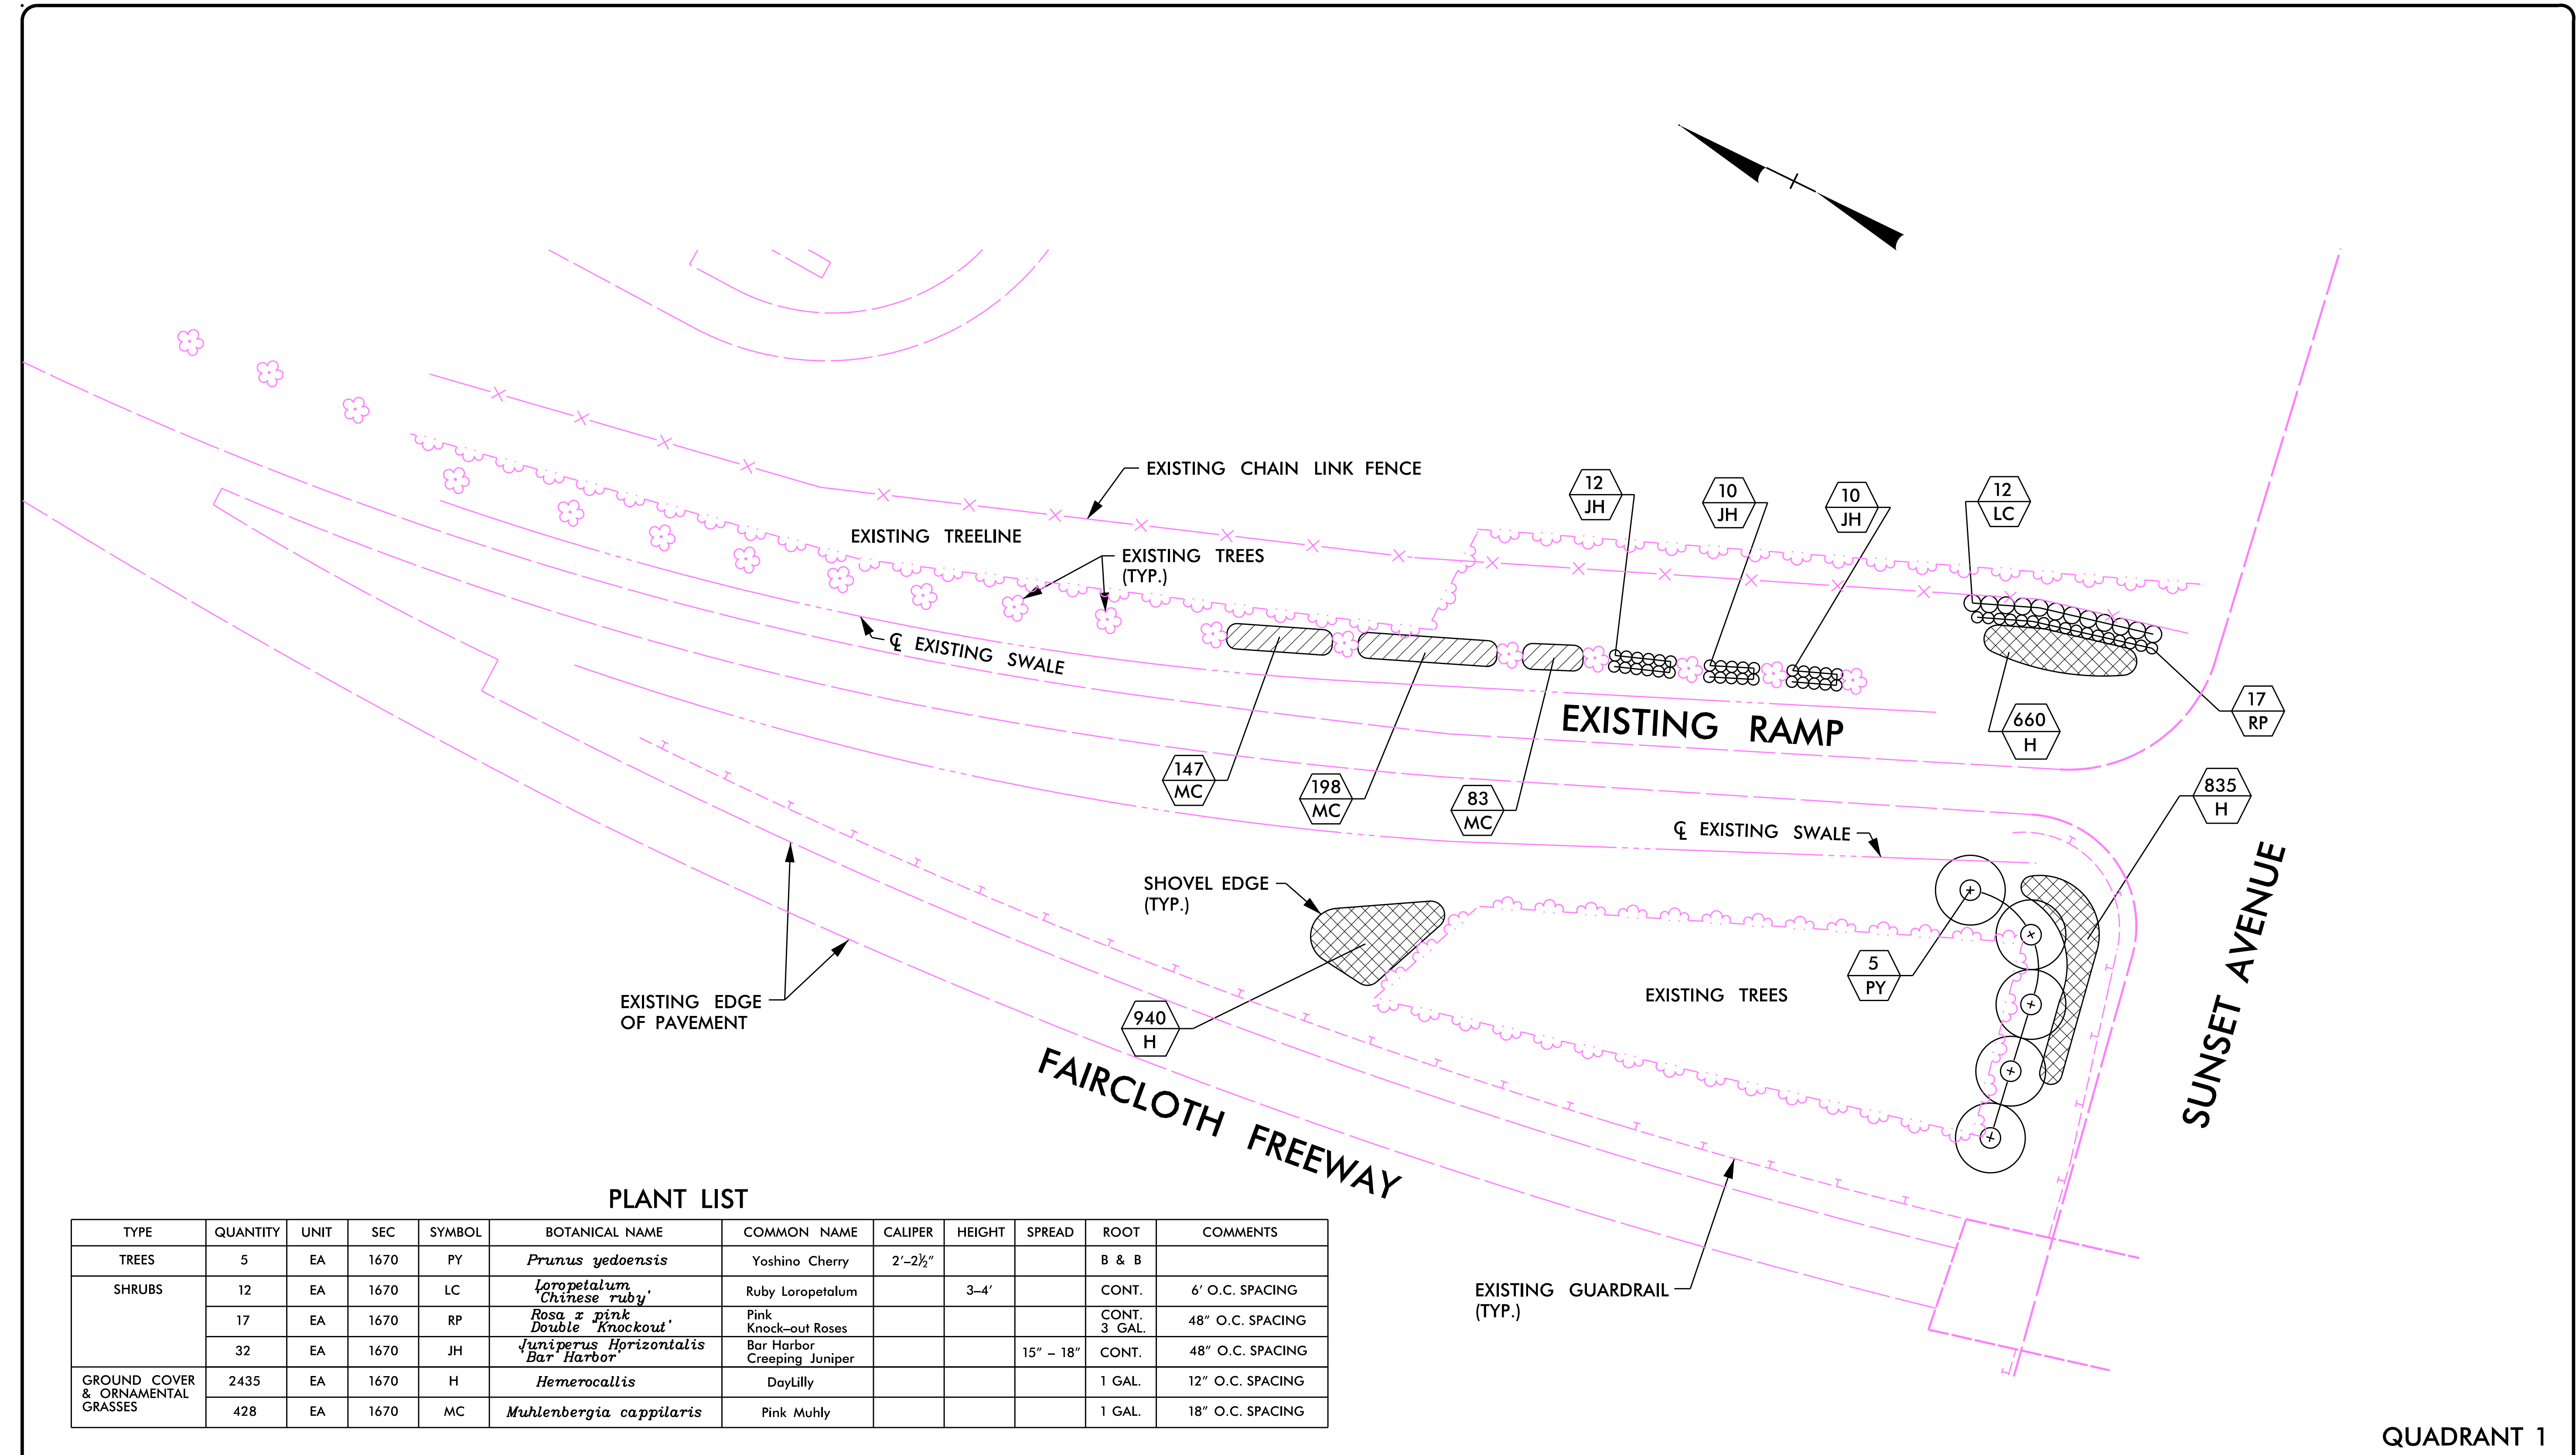 EXISTING CHAIN LINK FENCE
12
JH
10
JH
10
JH
12
LC
EXISTING TREELINE
EXISTING TREES
(TYP.)
℄ EXISTING SWALE
EXISTING RAMP
17
RP
660
H
147
MC
198
MC
83
MC
835
H
℄ EXISTING SWALE
SHOVEL EDGE
(TYP.)
5
PY
EXISTING TREES
EXISTING EDGE
OF PAVEMENT
940
H
SUNSET AVENUE
FAIRCLOTH FREEWAY
EXISTING GUARDRAIL
(TYP.)
PLANT LIST
TYPE QUANTITY UNIT SEC SYMBOL BOTANICAL NAME COMMON NAME CALIPER HEIGHT SPREAD ROOT COMMENTS
TREES 5 EA 1670 PY Prunus yedoensis Yoshino Cherry 2'–2½" B & B
SHRUBS 12 EA 1670 LC Loropetalum 'Chinese ruby' Ruby Loropetalum 3–4' CONT. 6' O.C. SPACING
17 EA 1670 RP Rosa x pink Double 'Knockout' Pink Knock–out Roses CONT. 3 GAL. 48" O.C. SPACING
32 EA 1670 JH Juniperus Horizontalis 'Bar Harbor' Bar Harbor Creeping Juniper 15" – 18" CONT. 48" O.C. SPACING
GROUND COVER & ORNAMENTAL GRASSES 2435 EA 1670 H Hemerocallis DayLilly 1 GAL. 12" O.C. SPACING
428 EA 1670 MC Muhlenbergia cappilaris Pink Muhly 1 GAL. 18" O.C. SPACING
QUADRANT 1